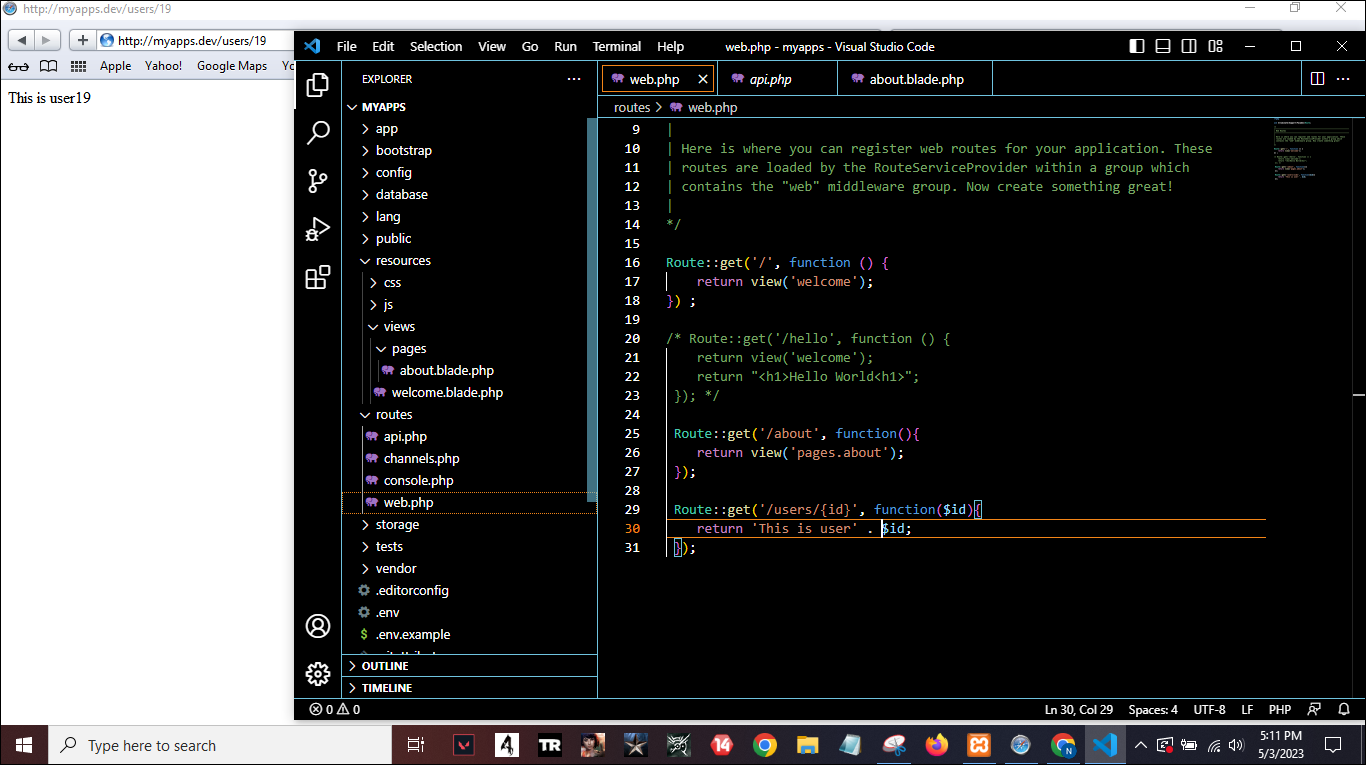 http://myapps.dev/users/19
http://myapps.dev/users/19
Apple Yahoo! Google Maps Yo
This is user19
File Edit Selection View Go Run Terminal Help web.php - myapps - Visual Studio Code
EXPLORER
MYAPPS
app
bootstrap
config
database
lang
public
resources
css
js
views
pages
about.blade.php
welcome.blade.php
routes
api.php
channels.php
console.php
web.php
storage
tests
vendor
.editorconfig
.env
$ .env.example
OUTLINE
TIMELINE
web.php api.php about.blade.php
routes > web.php
9 |
10 | Here is where you can register web routes for your application. These
11 | routes are loaded by the RouteServiceProvider within a group which
12 | contains the "web" middleware group. Now create something great!
13 |
14 */
15
16 Route::get('/', function () {
17 return view('welcome');
18 }) ;
19
20 /* Route::get('/hello', function () {
21 return view('welcome');
22 return "<h1>Hello World<h1>";
23 }); */
24
25 Route::get('/about', function(){
26 return view('pages.about');
27 });
28
29 Route::get('/users/{id}', function($id){
30 return 'This is user' . $id;
31 });
0 0 Ln 30, Col 29 Spaces: 4 UTF-8 LF PHP
Type here to search
4
TR
14
N
5:11 PM
5/3/2023